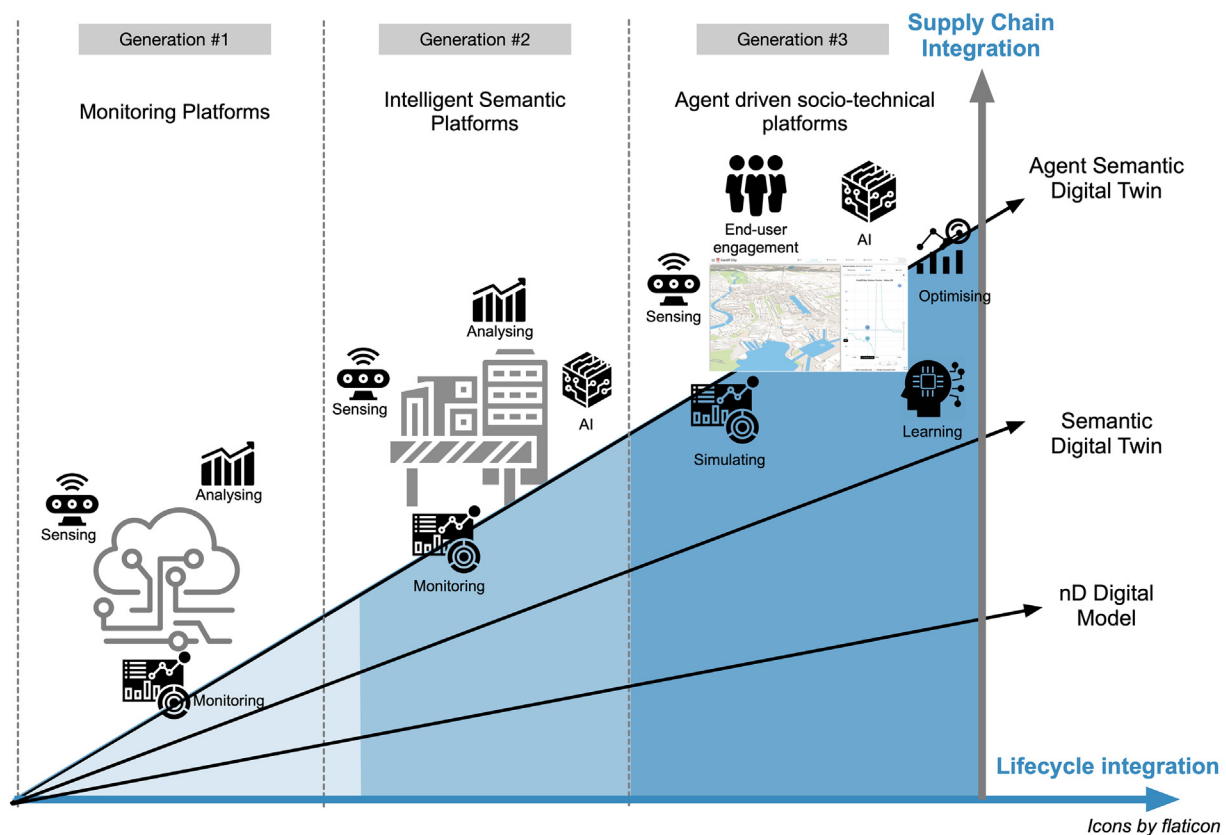 Generation #1
Generation #2
Generation #3
Supply Chain
Integration
Monitoring Platforms
Intelligent Semantic
Platforms
Agent driven socio-technical
platforms
Agent Semantic
Digital Twin
End-user
engagement
AI
Sensing
Optimising
Analysing
Sensing
AI
Simulating
Learning
Semantic
Digital Twin
Analysing
Sensing
Monitoring
nD Digital
Model
Monitoring
Lifecycle integration
Icons by flaticon